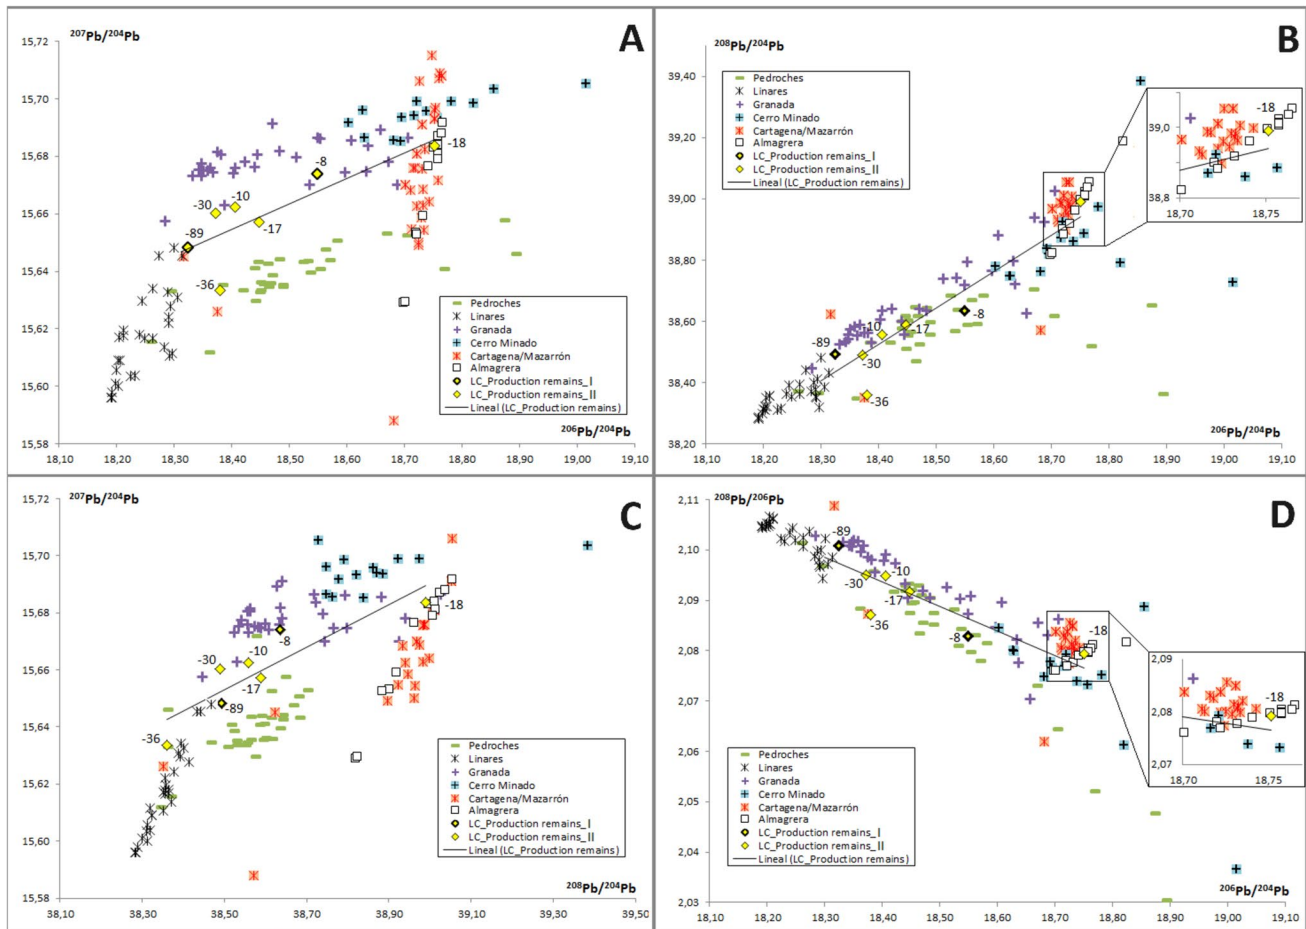 ²⁰⁷Pb/²⁰⁴Pb
A
15,72
15,70
15,68
15,66
15,64
15,62
15,60
15,58
-8
-18
-10
-30
-17
-89
-36
Pedroches
Linares
Granada
Cerro Minado
Cartagena/Mazarrón
Almagrera
LC_Production remains_I
LC_Production remains_II
Lineal (LC_Production remains)
²⁰⁶Pb/²⁰⁴Pb
18,10 18,20 18,30 18,40 18,50 18,60 18,70 18,80 18,90 19,00 19,10
²⁰⁸Pb/²⁰⁴Pb
B
39,40
39,20
39,00
38,80
38,60
38,40
38,20
Pedroches
Linares
Granada
Cerro Minado
Cartagena/Mazarrón
Almagrera
LC_Production remains_I
LC_Production remains_II
Lineal (LC_Production remains)
-18
39,0
38,8
18,70 18,75
-10
-17
-8
-89
-30
-36
²⁰⁶Pb/²⁰⁴Pb
18,10 18,20 18,30 18,40 18,50 18,60 18,70 18,80 18,90 19,00 19,10
²⁰⁷Pb/²⁰⁴Pb
C
15,72
15,70
15,68
15,66
15,64
15,62
15,60
15,58
-18
-8
-10
-30
-17
-89
-36
Pedroches
Linares
Granada
Cerro Minado
Cartagena/Mazarrón
Almagrera
LC_Production remains_I
LC_Production remains_II
Lineal (LC_Production remains)
²⁰⁸Pb/²⁰⁴Pb
38,10 38,30 38,50 38,70 38,90 39,10 39,30 39,50
²⁰⁸Pb/²⁰⁶Pb
D
2,11
2,10
2,09
2,08
2,07
2,06
2,05
2,04
2,03
-89
-30
-10
-17
-36
-8
-18
2,09
2,08
2,07
-18
18,70 18,75
Pedroches
Linares
Granada
Cerro Minado
Cartagena/Mazarrón
Almagrera
LC_Production remains_I
LC_Production remains_II
Lineal (LC_Production remains)
²⁰⁶Pb/²⁰⁴Pb
18,10 18,20 18,30 18,40 18,50 18,60 18,70 18,80 18,90 19,00 19,10